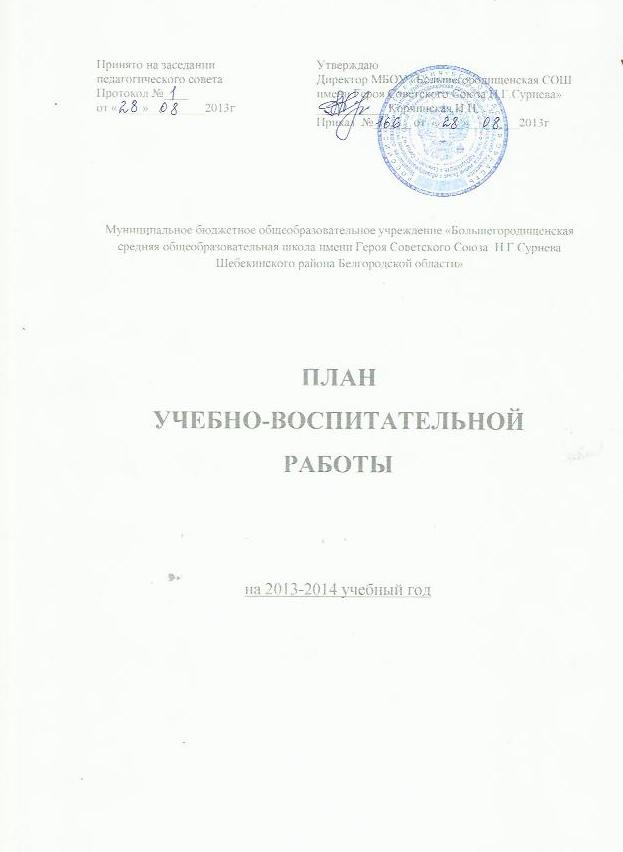 Принято на заседании
педагогического совета
Протокол № 1
от «28» 08 2013г
Утверждаю
Директор МБОУ «Большегородищенская СОШ
имени Героя Советского Союза Н.Г.Сурнева»
Корчинская И.П.
Приказ № 166 от «28» 08 2013г
Муниципальное бюджетное общеобразовательное учреждение «Большегородищенская
средняя общеобразовательная школа имени Героя Советского Союза Н.Г.Сурнева
Шебекинского района Белгородской области»
ПЛАН
УЧЕБНО-ВОСПИТАТЕЛЬНОЙ
РАБОТЫ
на 2013-2014 учебный год